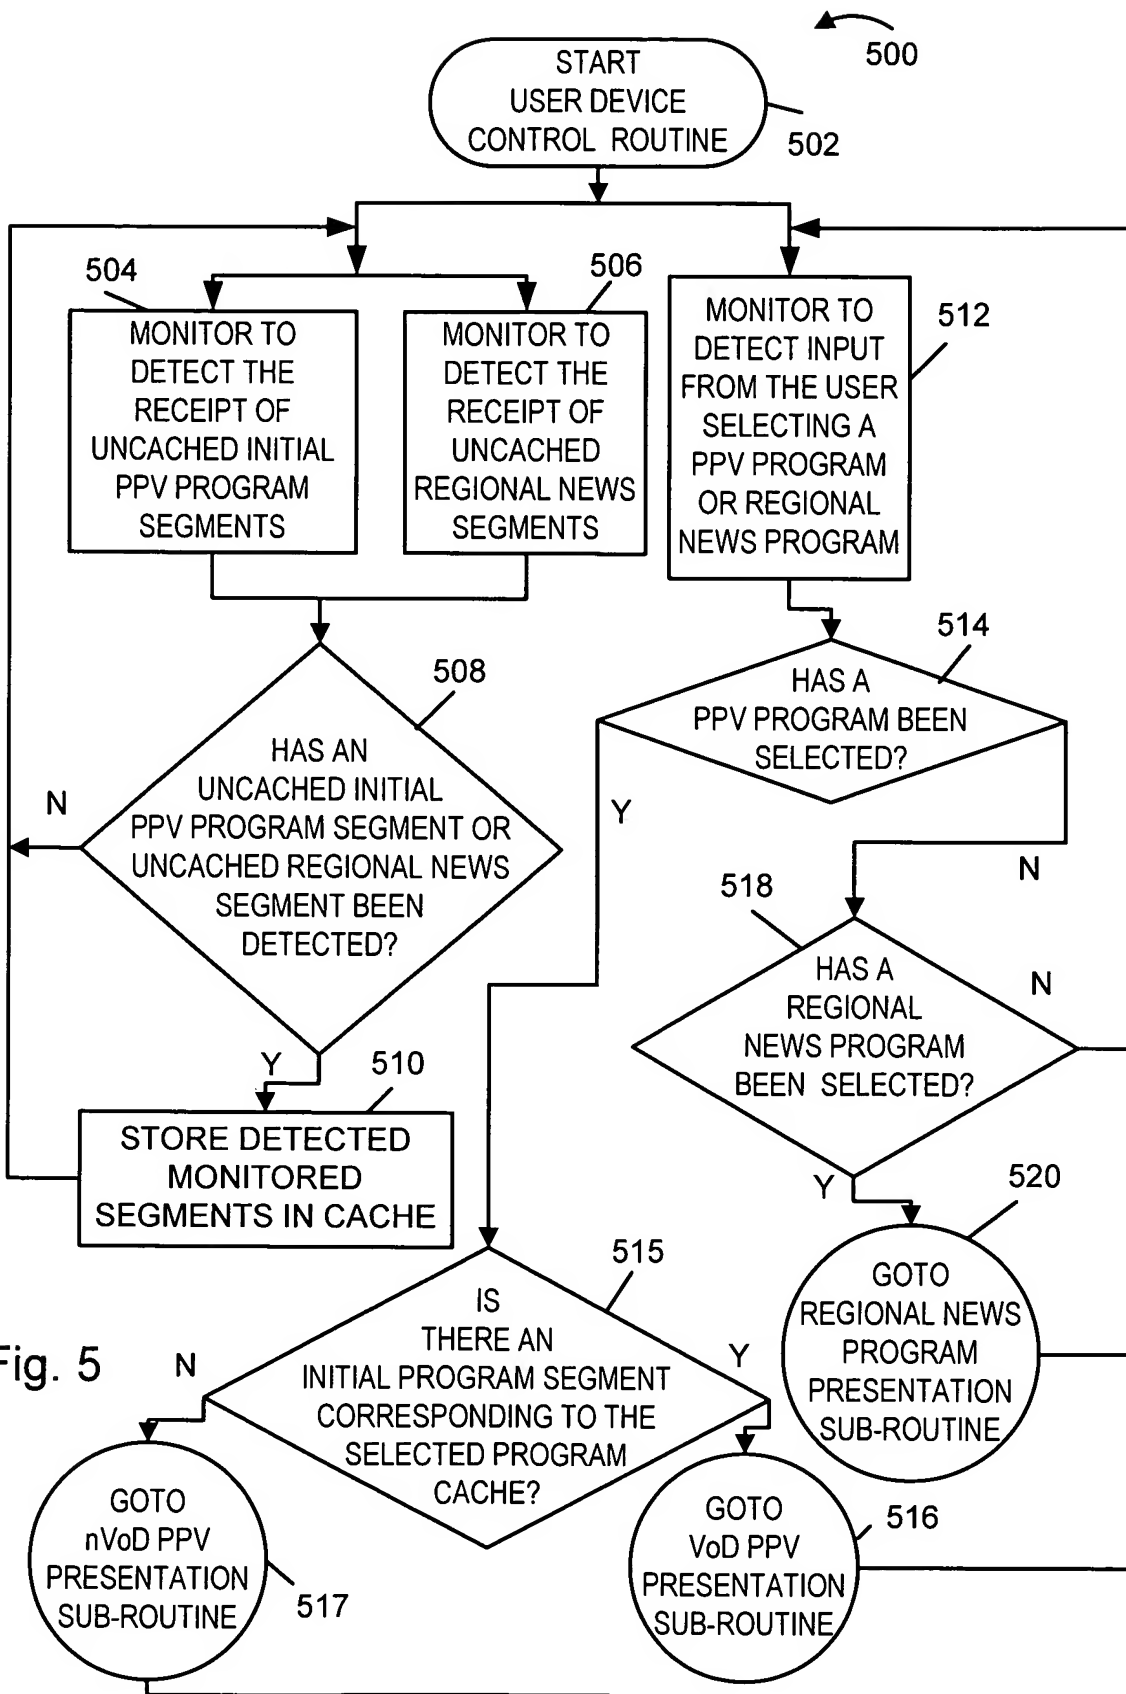 500
START
USER DEVICE
CONTROL ROUTINE
502
504
MONITOR TO
DETECT THE
RECEIPT OF
UNCACHED INITIAL
PPV PROGRAM
SEGMENTS
506
MONITOR TO
DETECT THE
RECEIPT OF
UNCACHED
REGIONAL NEWS
SEGMENTS
512
MONITOR TO
DETECT INPUT
FROM THE USER
SELECTING A
PPV PROGRAM
OR REGIONAL
NEWS PROGRAM
508
HAS AN
UNCACHED INITIAL
PPV PROGRAM SEGMENT OR
UNCACHED REGIONAL NEWS
SEGMENT BEEN
DETECTED?
N
Y
514
HAS A
PPV PROGRAM BEEN
SELECTED?
Y
N
518
HAS A
REGIONAL
NEWS PROGRAM
BEEN SELECTED?
N
Y
510
STORE DETECTED
MONITORED
SEGMENTS IN CACHE
520
GOTO
REGIONAL NEWS
PROGRAM
PRESENTATION
SUB-ROUTINE
515
IS
THERE AN
INITIAL PROGRAM SEGMENT
CORRESPONDING TO THE
SELECTED PROGRAM
CACHE?
N
Y
Fig. 5
GOTO
nVoD PPV
PRESENTATION
SUB-ROUTINE
517
GOTO
VoD PPV
PRESENTATION
SUB-ROUTINE
516